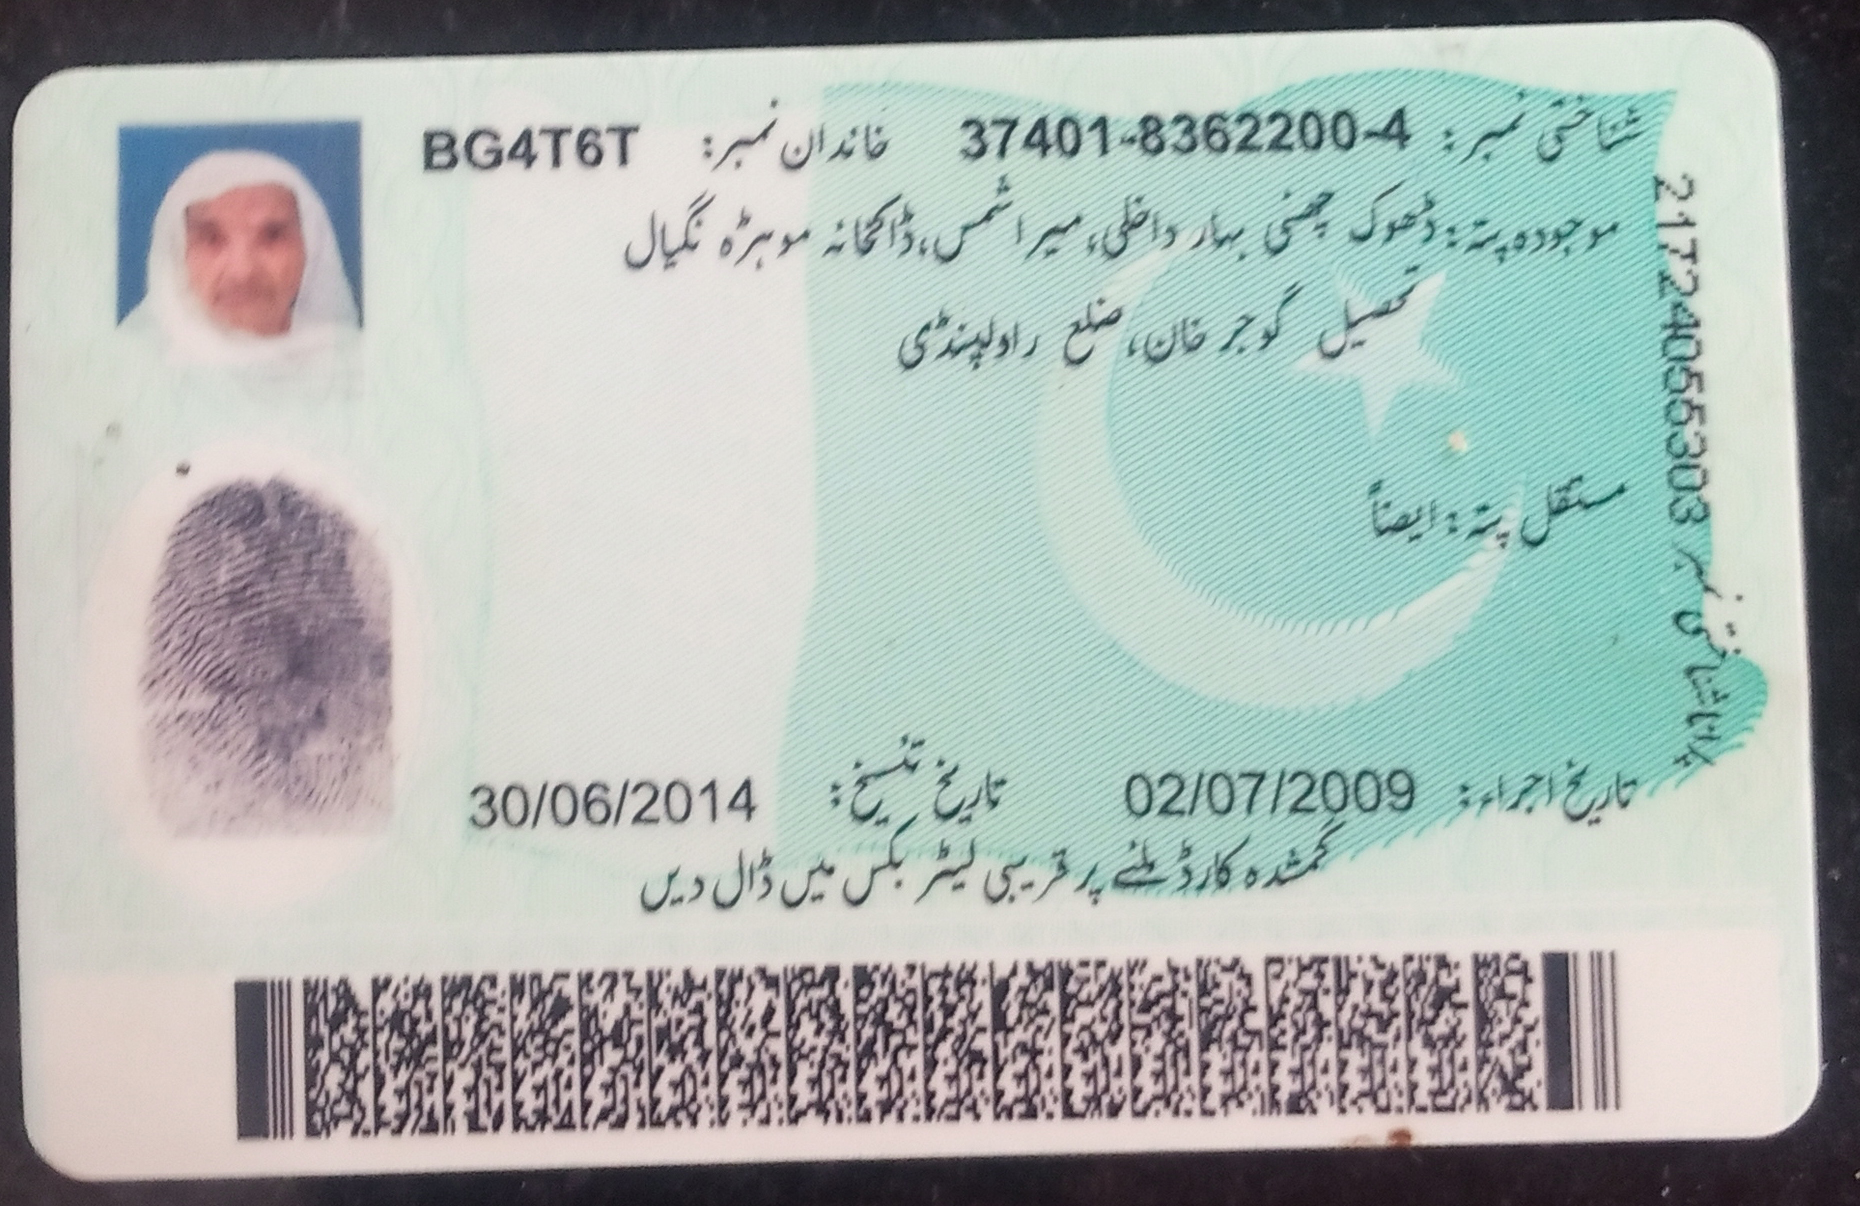 شناختی نمبر: 37401-8362200-4 خاندان نمبر: BG4T6T
موجودہ پتہ: ڈھوک چھنی بہار داخلی، میرا شمس، ڈاکخانہ موہڑہ نگیال
تحصیل گوجر خان، ضلع راولپنڈی
مستقل پتہ: ایضاً
تاریخ اجراء: 02/07/2009 تاریخ تنسیخ: 30/06/2014
گمشدہ کارڈ ملنے پر قریبی لیٹر بکس میں ڈال دیں
پرانا شناختی نمبر 21724055303